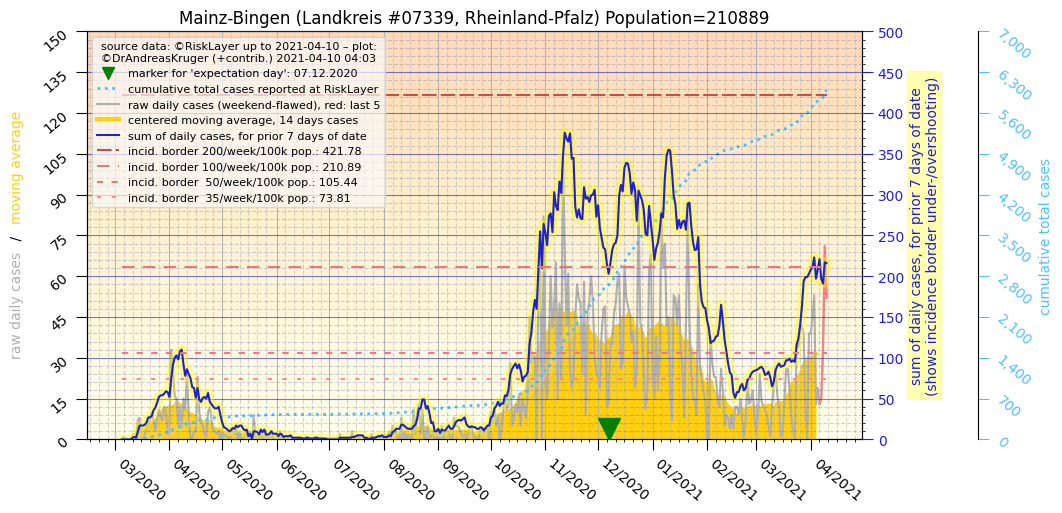 Mainz-Bingen (Landkreis #07339, Rheinland-Pfalz) Population=210889
source data: ©RiskLayer up to 2021-04-10 – plot:
©DrAndreasKruger (+contrib.) 2021-04-10 04:03
marker for 'expectation day': 07.12.2020
cumulative total cases reported at RiskLayer
raw daily cases (weekend-flawed), red: last 5
centered moving average, 14 days cases
sum of daily cases, for prior 7 days of date
incid. border 200/week/100k pop.: 421.78
incid. border 100/week/100k pop.: 210.89
incid. border  50/week/100k pop.: 105.44
incid. border  35/week/100k pop.: 73.81
raw daily cases / moving average
150
135
120
105
90
75
60
45
30
15
0
03/2020
04/2020
05/2020
06/2020
07/2020
08/2020
09/2020
10/2020
11/2020
12/2020
01/2021
02/2021
03/2021
04/2021
500
450
400
350
300
250
200
150
100
50
0
sum of daily cases, for prior 7 days of date
(shows incidence border under-/overshooting)
7,000
6,300
5,600
4,900
4,200
3,500
2,800
2,100
1,400
700
0
cumulative total cases